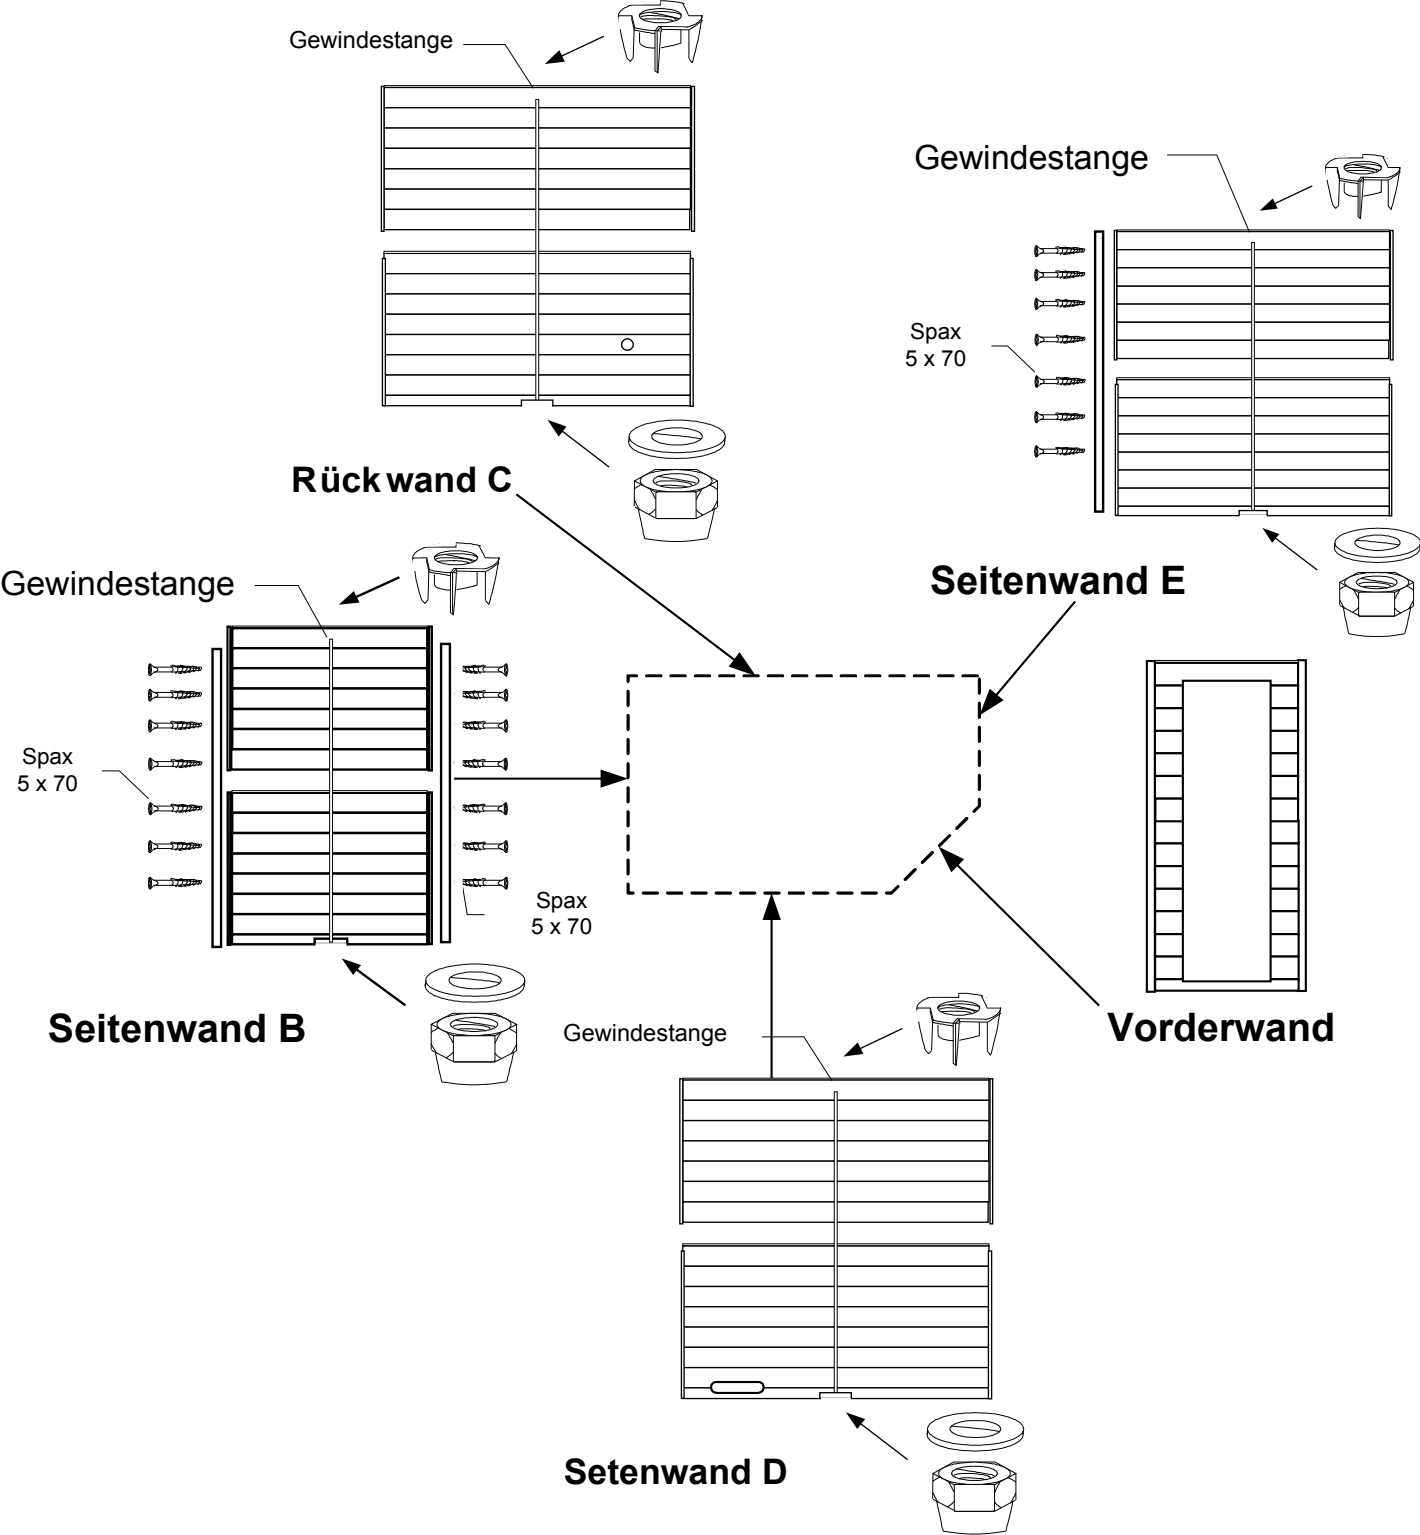 Gewindestange
Gewindestange
Spax
5 x 70
Rückwand C
Seitenwand E
Gewindestange
Spax
5 x 70
Spax
5 x 70
Seitenwand B
Gewindestange
Vorderwand
Setenwand D